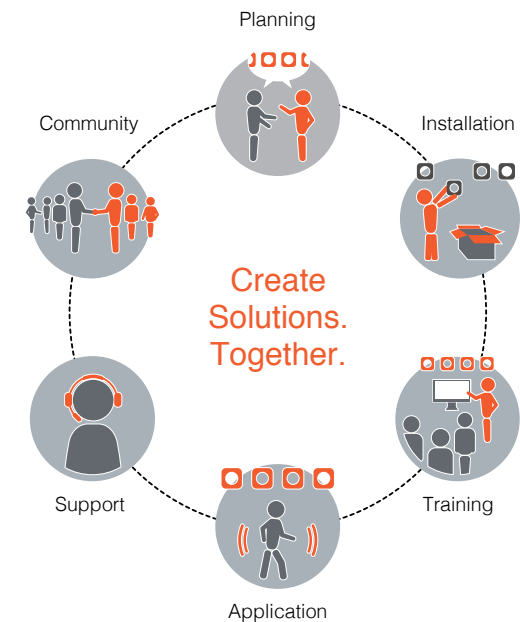 Planning
Community
Installation
Create
Solutions.
Together.
Support
Training
Application